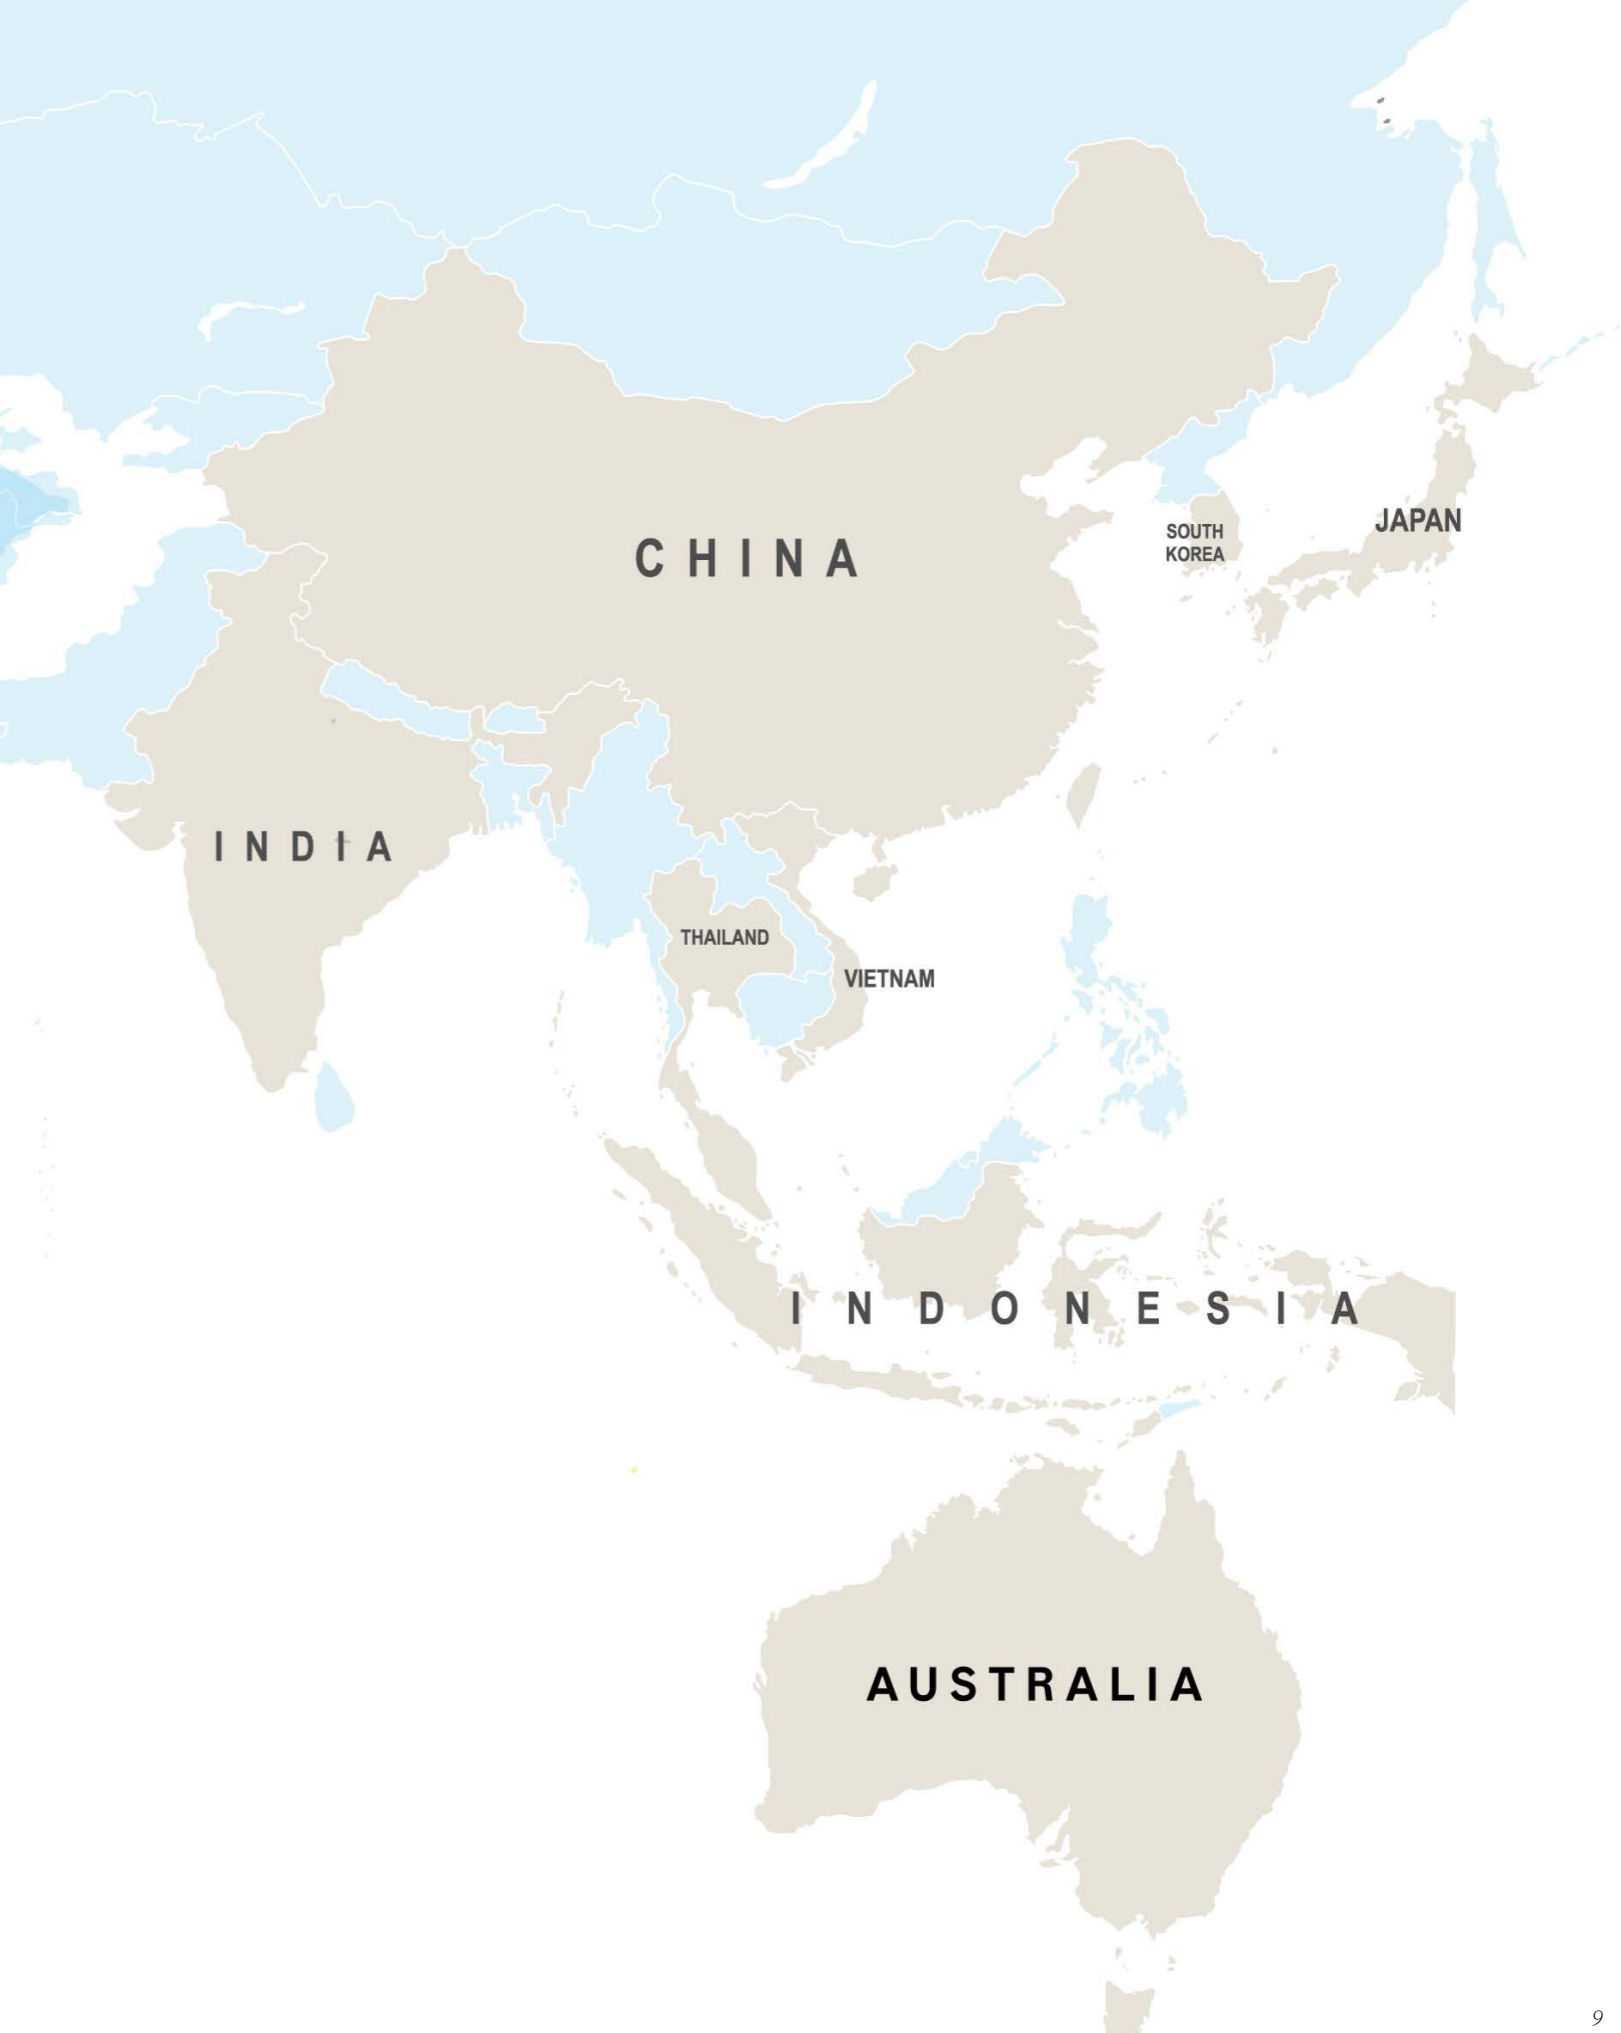 CHINA
SOUTH
KOREA
JAPAN
INDIA
THAILAND
VIETNAM
INDONESIA
AUSTRALIA
9